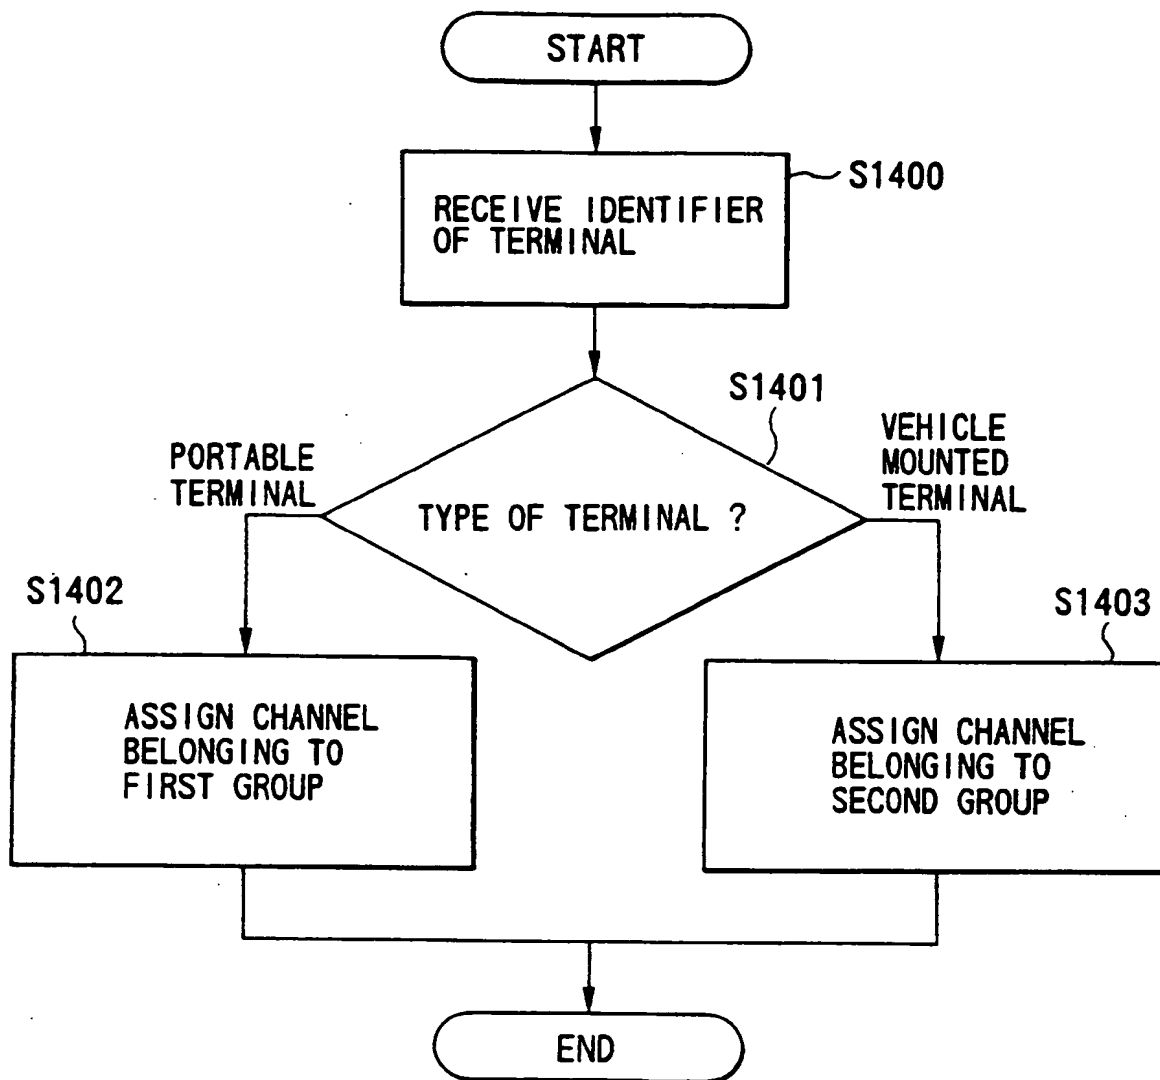 START
S1400
RECEIVE IDENTIFIER
OF TERMINAL
S1401
PORTABLE
TERMINAL
VEHICLE
MOUNTED
TERMINAL
TYPE OF TERMINAL ?
S1402
S1403
ASSIGN CHANNEL
BELONGING TO
FIRST GROUP
ASSIGN CHANNEL
BELONGING TO
SECOND GROUP
END